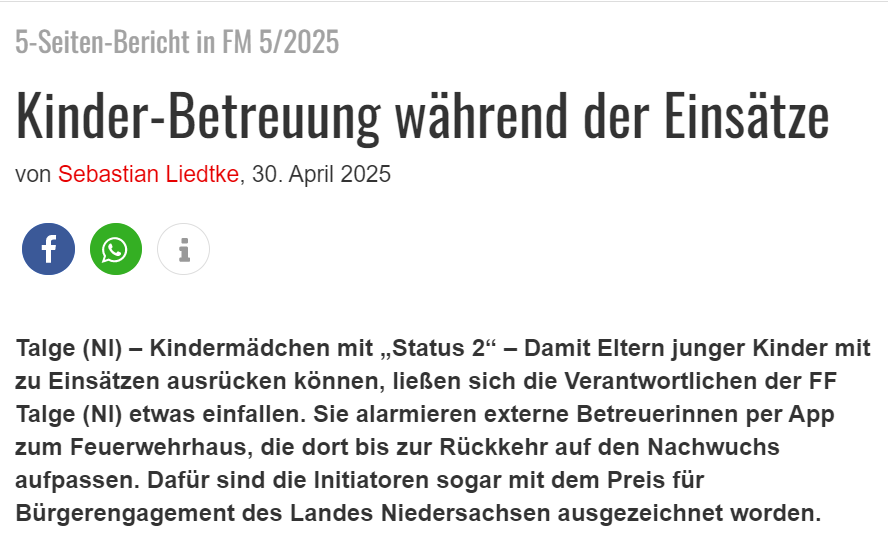 5-Seiten-Bericht in FM 5/2025
Kinder-Betreuung während der Einsätze
von Sebastian Liedtke, 30. April 2025
Talge (NI) – Kindermädchen mit „Status 2“ – Damit Eltern junger Kinder mit
zu Einsätzen ausrücken können, ließen sich die Verantwortlichen der FF
Talge (NI) etwas einfallen. Sie alarmieren externe Betreuerinnen per App
zum Feuerwehrhaus, die dort bis zur Rückkehr auf den Nachwuchs
aufpassen. Dafür sind die Initiatoren sogar mit dem Preis für
Bürgerengagement des Landes Niedersachsen ausgezeichnet worden.